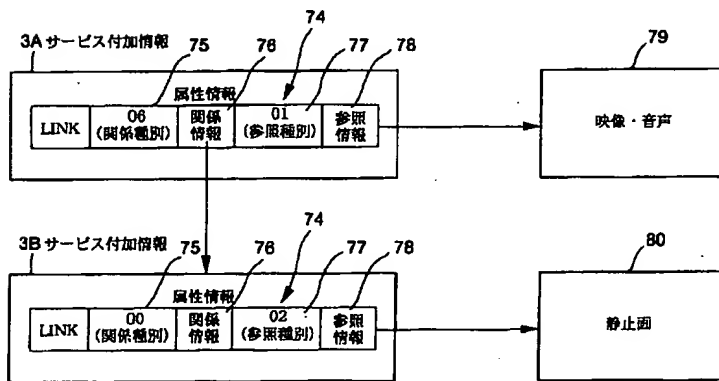 74
3A サービス付加情報
75
76
77
78
79
属性情報
LINK
06
(関係種別)
関係
情報
01
(参照種別)
参照
情報
映像・音声
3B サービス付加情報
75
76
74
77
78
80
属性情報
LINK
00
(関係種別)
関係
情報
02
(参照種別)
参照
情報
静止画